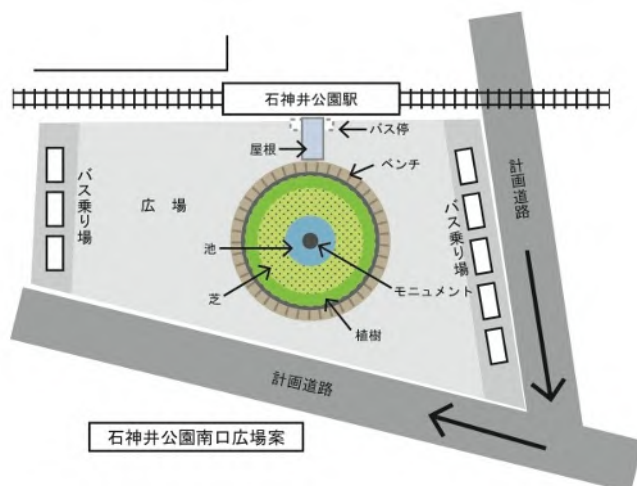 石神井公園駅
バス停
屋根
ベンチ
バス乗り場
広場
計画道路
バス乗り場
池
モニュメント
芝
植樹
計画道路
石神井公園南口広場案